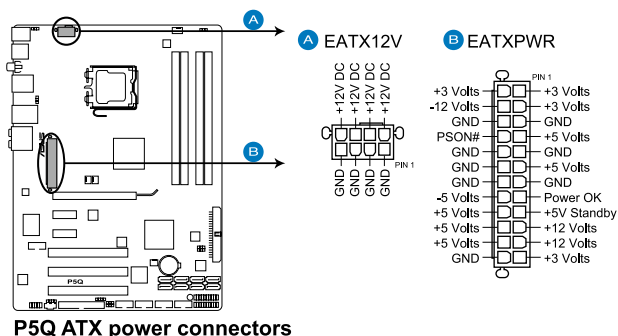 A
A EATX12V
B EATXPWR
+12V DC
+12V DC
+12V DC
+12V DC
PIN 1
GND
GND
GND
GND
B
PIN 1
+3 Volts +3 Volts
-12 Volts +3 Volts
GND GND
PSON# +5 Volts
GND GND
GND +5 Volts
GND GND
-5 Volts Power OK
+5 Volts +5V Standby
+5 Volts +12 Volts
+5 Volts +12 Volts
GND +3 Volts
P5Q
P5Q ATX power connectors